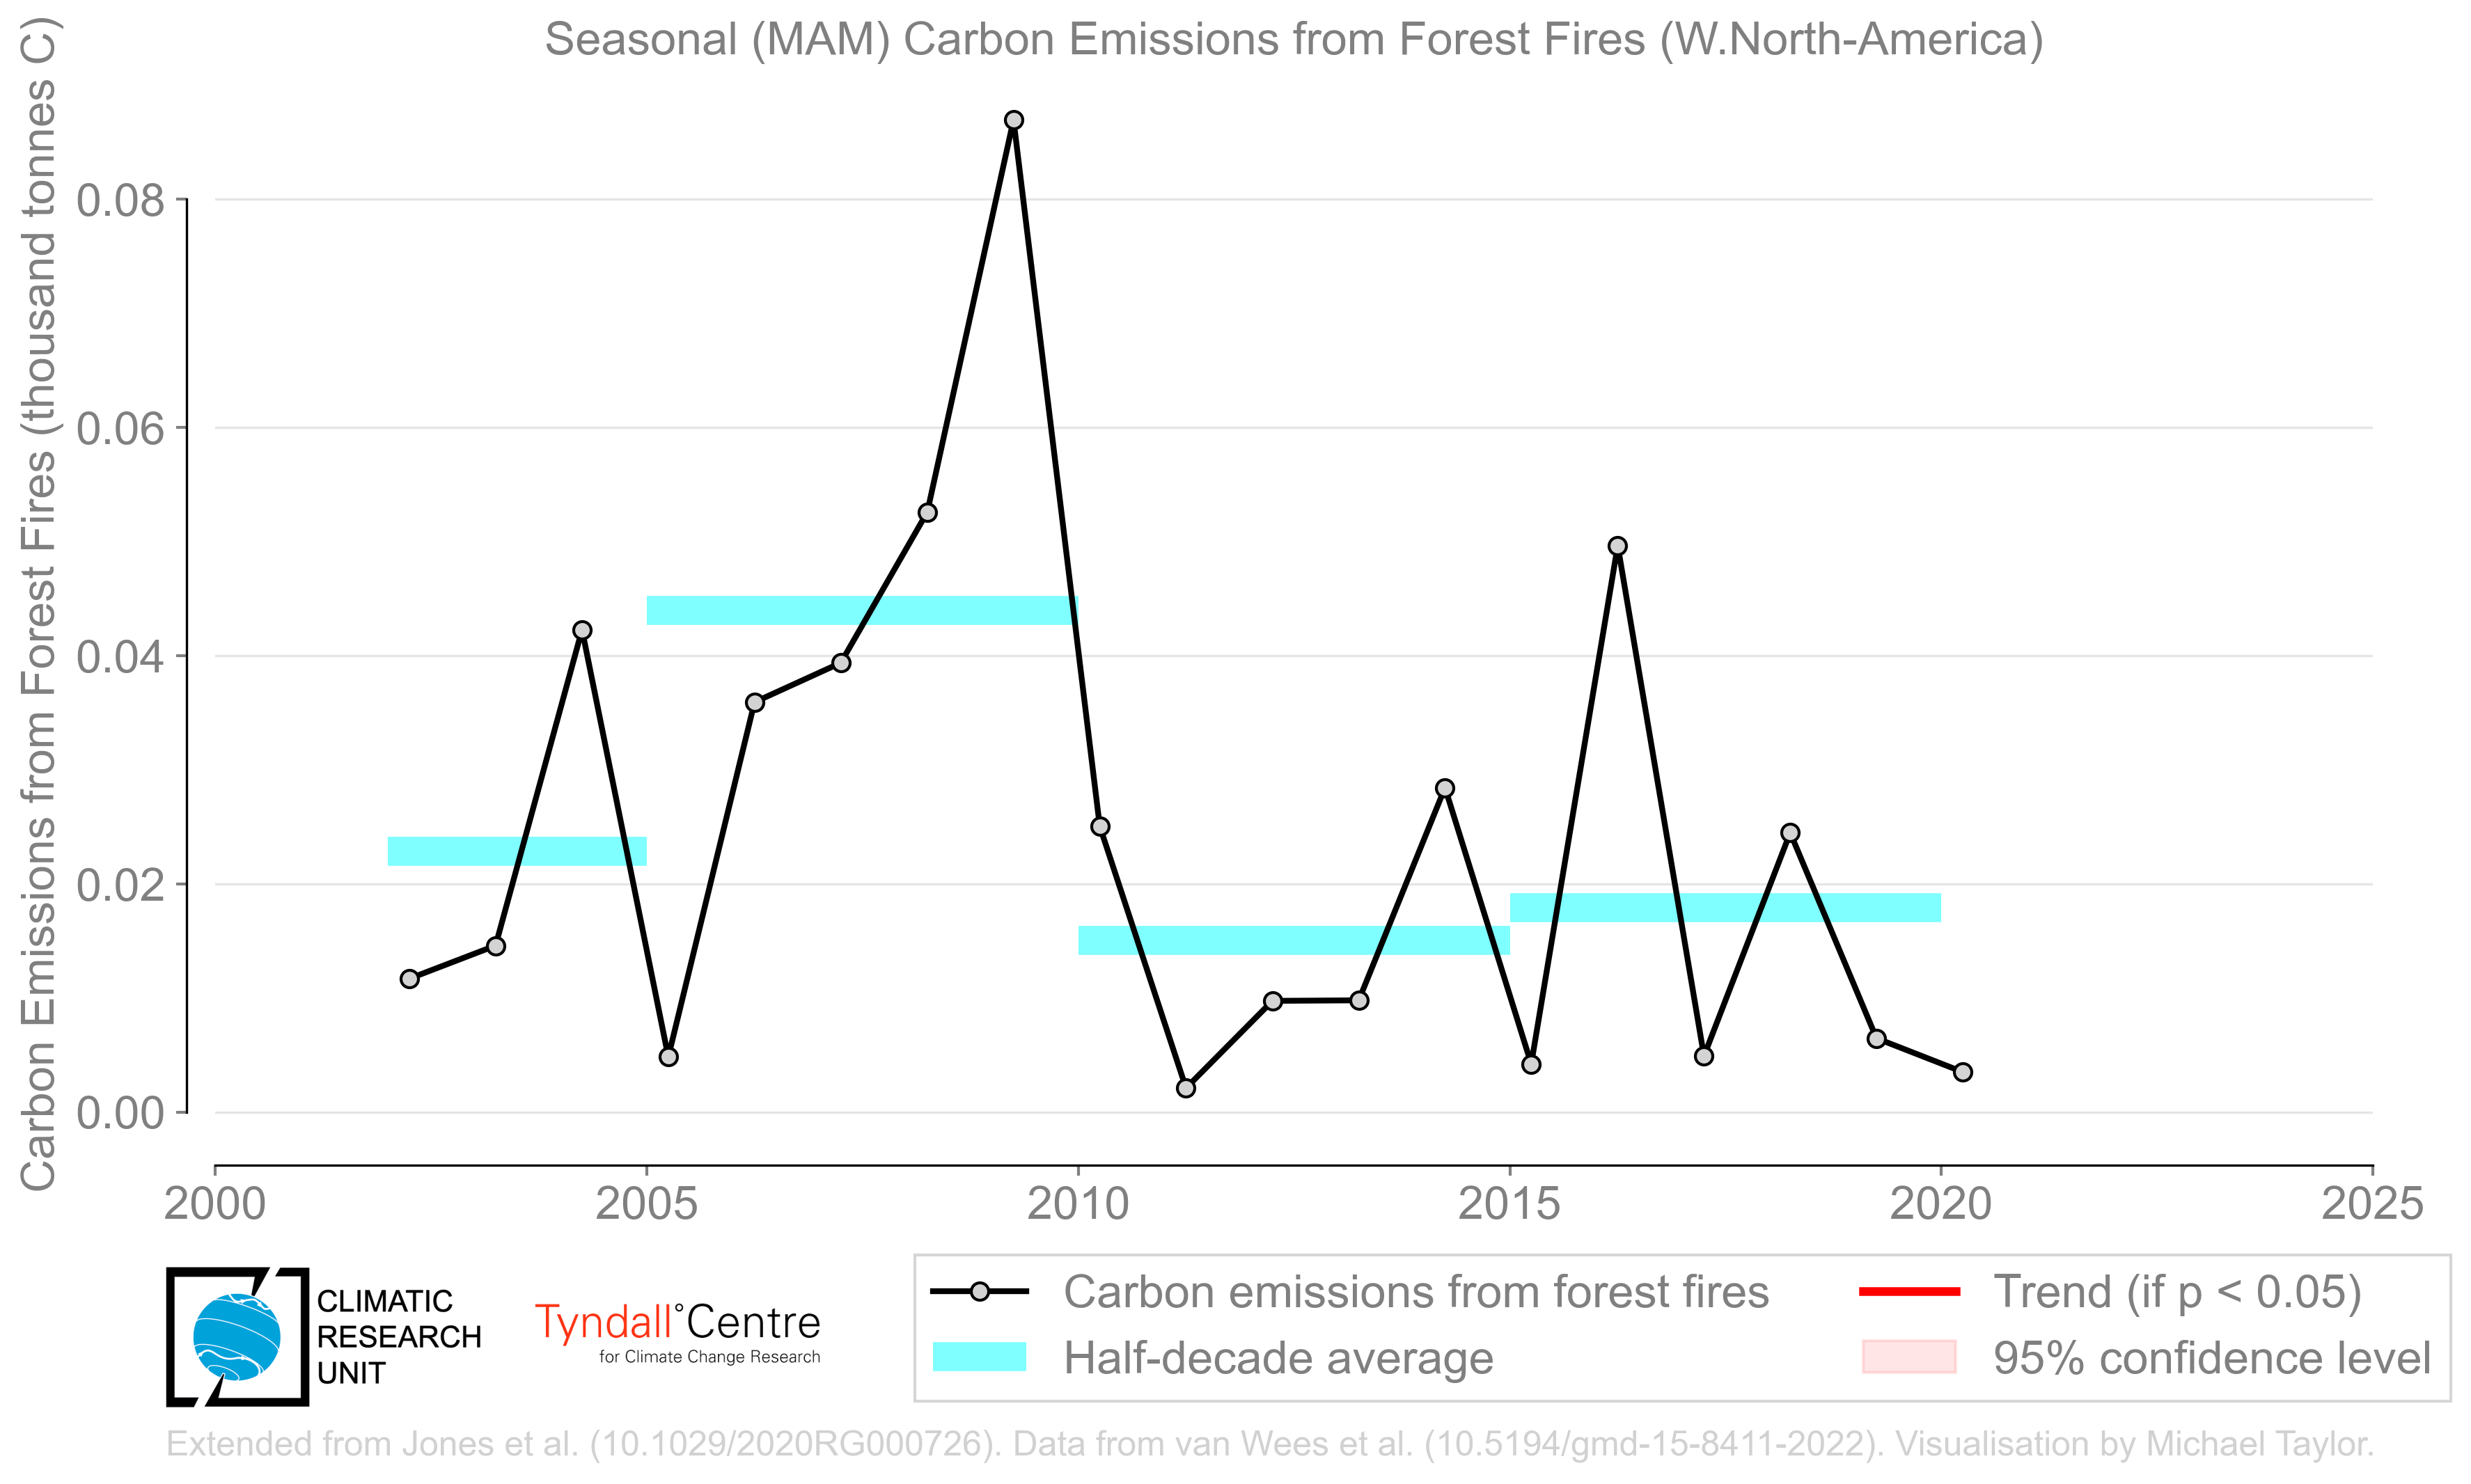 Seasonal (MAM) Carbon Emissions from Forest Fires (W.North-America)
Carbon Emissions from Forest Fires (thousand tonnes C)
0.08
0.06
0.04
0.02
0.00
2000 2005 2010 2015 2020 2025
CLIMATIC
RESEARCH
UNIT
Tyndall°Centre
for Climate Change Research
Carbon emissions from forest fires
Half-decade average
Trend (if p < 0.05)
95% confidence level
Extended from Jones et al. (10.1029/2020RG000726). Data from van Wees et al. (10.5194/gmd-15-8411-2022). Visualisation by Michael Taylor.